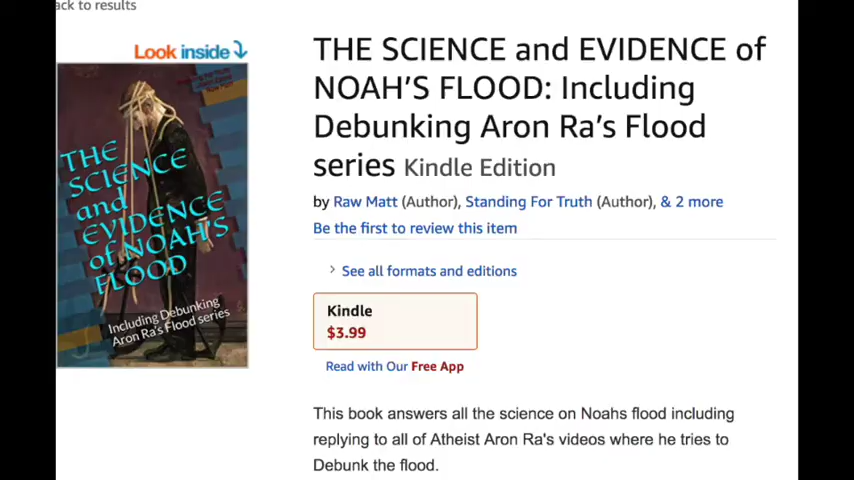 ack to results
Look inside
THE SCIENCE and EVIDENCE of
NOAH'S FLOOD: Including
Debunking Aron Ra's Flood
series Kindle Edition
by Raw Matt (Author), Standing For Truth (Author), & 2 more
Be the first to review this item
See all formats and editions
Kindle
$3.99
Read with Our Free App
This book answers all the science on Noahs flood including
replying to all of Atheist Aron Ra's videos where he tries to
Debunk the flood.
THE
SCIENCE
and
EVIDENCE
of NOAH'S
FLOOD
Including Debunking
Aron Ra's Flood series